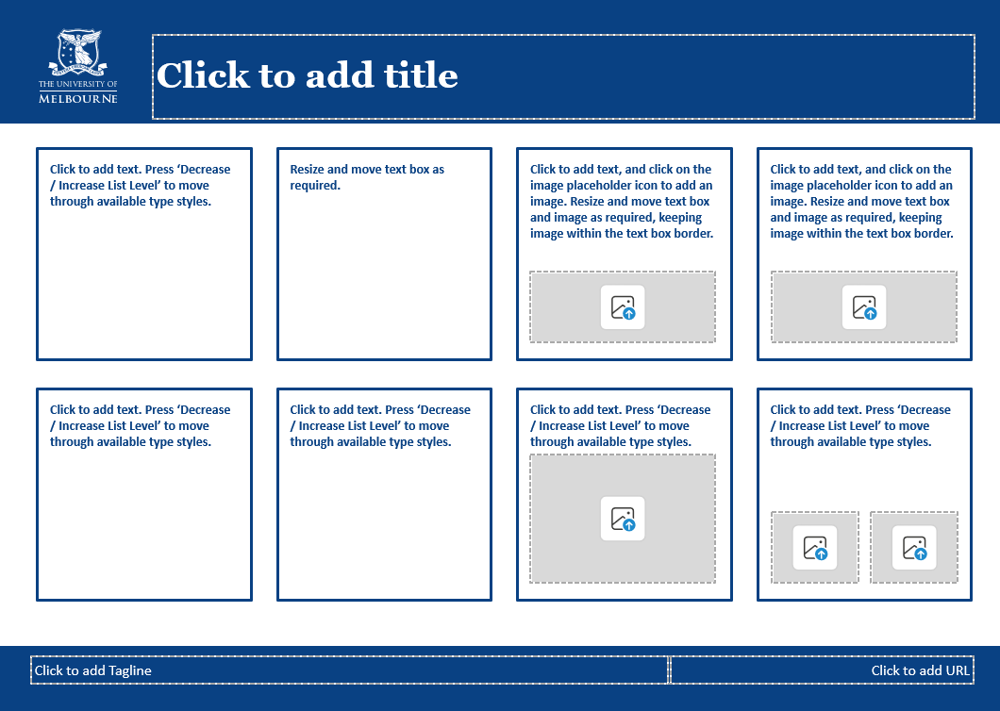 THE UNIVERSITY OF
MELBOURNE
Click to add title
Click to add text. Press ‘Decrease
/ Increase List Level’ to move
through available type styles.
Resize and move text box as
required.
Click to add text, and click on the
image placeholder icon to add an
image. Resize and move text box
and image as required, keeping
image within the text box border.
Click to add text, and click on the
image placeholder icon to add an
image. Resize and move text box
and image as required, keeping
image within the text box border.
Click to add text. Press ‘Decrease
/ Increase List Level’ to move
through available type styles.
Click to add text. Press ‘Decrease
/ Increase List Level’ to move
through available type styles.
Click to add text. Press ‘Decrease
/ Increase List Level’ to move
through available type styles.
Click to add text. Press ‘Decrease
/ Increase List Level’ to move
through available type styles.
Click to add Tagline
Click to add URL